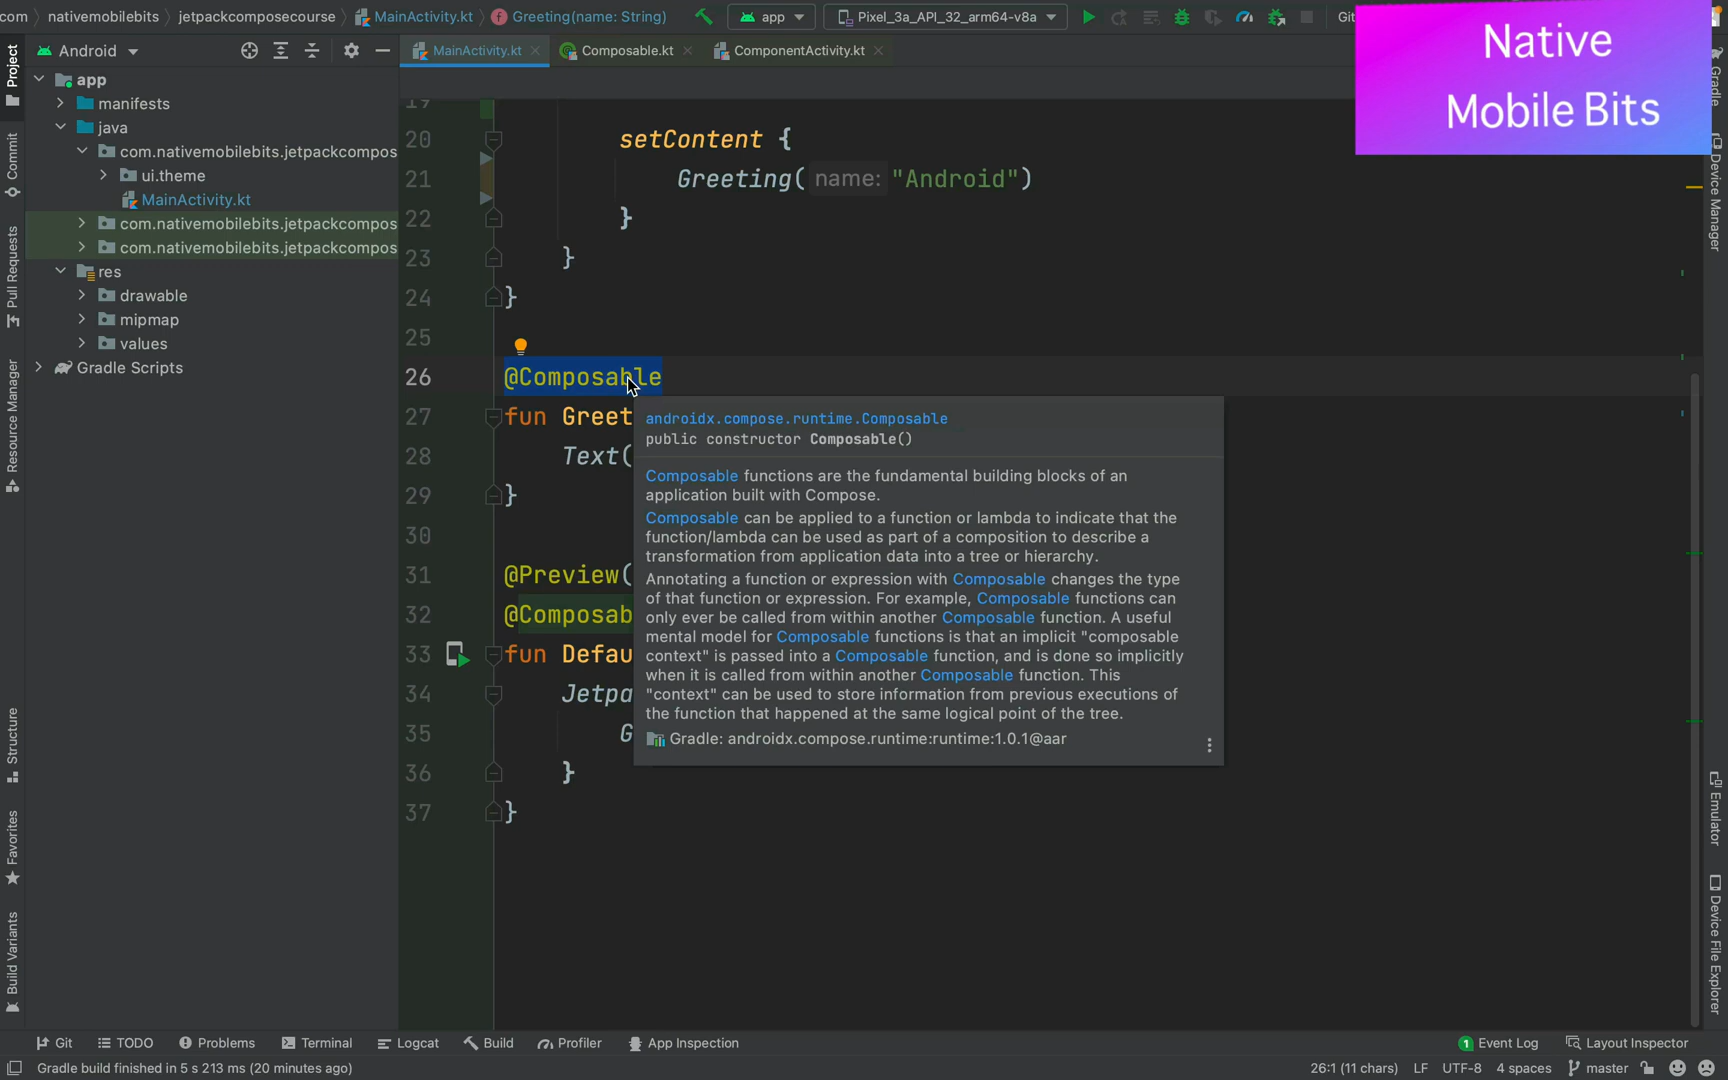 com
nativemobilebits
jetpackcomposecourse
MainActivity.kt
Greeting(name: String)
app
Pixel_3a_API_32_arm64-v8a
Git
Native
Mobile Bits
Project
Commit
Pull Requests
Resource Manager
Structure
Favorites
Build Variants
Android
app
manifests
java
com.nativemobilebits.jetpackcompos
ui.theme
MainActivity.kt
com.nativemobilebits.jetpackcompos
com.nativemobilebits.jetpackcompos
res
drawable
mipmap
values
Gradle Scripts
MainActivity.kt
Composable.kt
ComponentActivity.kt
19
20 setContent {
21 Greeting( name: "Android")
22 }
23 }
24 }
25
26 @Composable
27 fun Greet
28 Text(
29 }
30
31 @Preview(
32 @Composab
33 fun Defau
34 Jetpa
35 G
36 }
37 }
androidx.compose.runtime.Composable
public constructor Composable()
Composable functions are the fundamental building blocks of an
application built with Compose.
Composable can be applied to a function or lambda to indicate that the
function/lambda can be used as part of a composition to describe a
transformation from application data into a tree or hierarchy.
Annotating a function or expression with Composable changes the type
of that function or expression. For example, Composable functions can
only ever be called from within another Composable function. A useful
mental model for Composable functions is that an implicit "composable
context" is passed into a Composable function, and is done so implicitly
when it is called from within another Composable function. This
"context" can be used to store information from previous executions of
the function that happened at the same logical point of the tree.
Gradle: androidx.compose.runtime:runtime:1.0.1@aar
Gradle
Device Manager
Emulator
Device File Explorer
Git
TODO
Problems
Terminal
Logcat
Build
Profiler
App Inspection
1 Event Log
Layout Inspector
Gradle build finished in 5 s 213 ms (20 minutes ago)
26:1 (11 chars)
LF
UTF-8
4 spaces
master